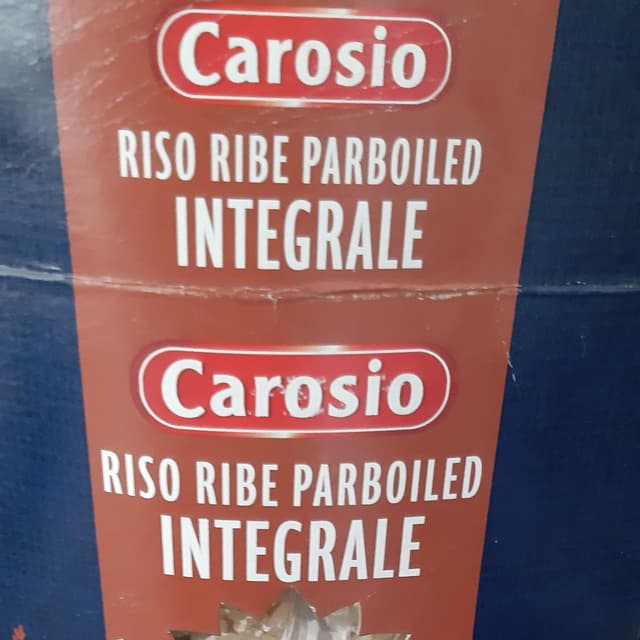 Carosio
RISO RIBE PARBOILED
INTEGRALE
Carosio
RISO RIBE PARBOILED
INTEGRALE